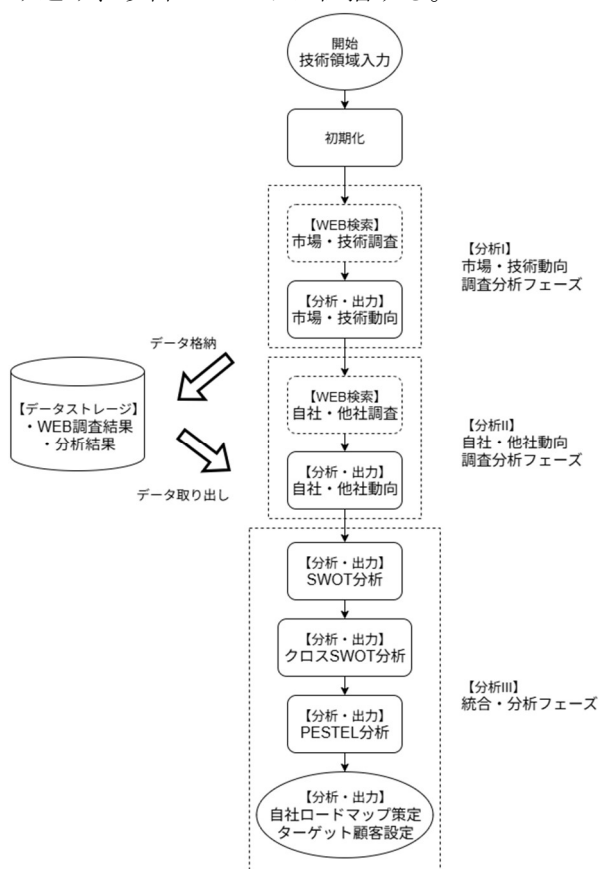 開始
技術領域入力
初期化
【WEB検索】
市場・技術調査
【分析・出力】
市場・技術動向
【分析I】
市場・技術動向
調査分析フェーズ
データ格納
【データストレージ】
・WEB調査結果
・分析結果
データ取り出し
【WEB検索】
自社・他社調査
【分析・出力】
自社・他社動向
【分析II】
自社・他社動向
調査分析フェーズ
【分析・出力】
SWOT分析
【分析・出力】
クロスSWOT分析
【分析・出力】
PESTEL分析
【分析・出力】
自社ロードマップ策定
ターゲット顧客設定
【分析III】
統合・分析フェーズ